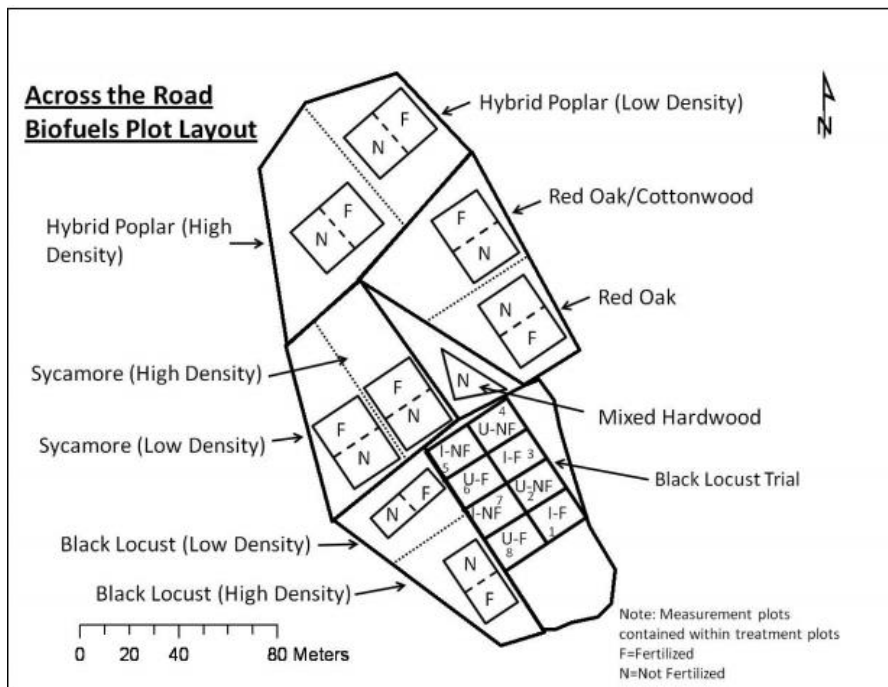 Across the Road
Biofuels Plot Layout
Hybrid Poplar (Low Density)
N
F
N
Hybrid Poplar (High
Density)
F
N
Red Oak/Cottonwood
F
N
Red Oak
N
F
Sycamore (High Density)
F
N
Sycamore (Low Density)
F
N
Mixed Hardwood
N
Black Locust Trial
4
U-NF
I-NF
5
I-F 3
U-F
6
U-NF
2
I-NF
7
I-F
1
U-F
8
Black Locust (Low Density)
N F
Black Locust (High Density)
N
F
0 20 40 80 Meters
Note: Measurement plots
contained within treatment plots
F=Fertilized
N=Not Fertilized